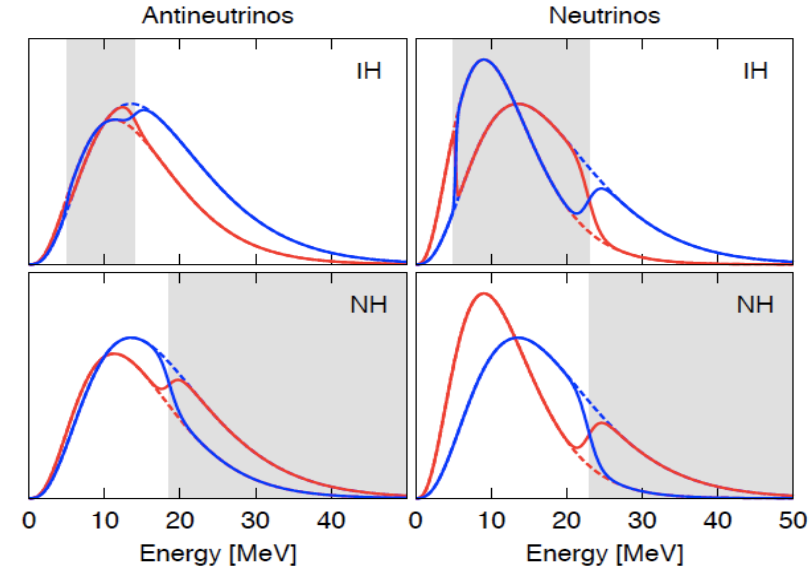 Antineutrinos
Neutrinos
IH
IH
NH
NH
0 10 20 30 40
0 10 20 30 40 50
Energy [MeV]
Energy [MeV]